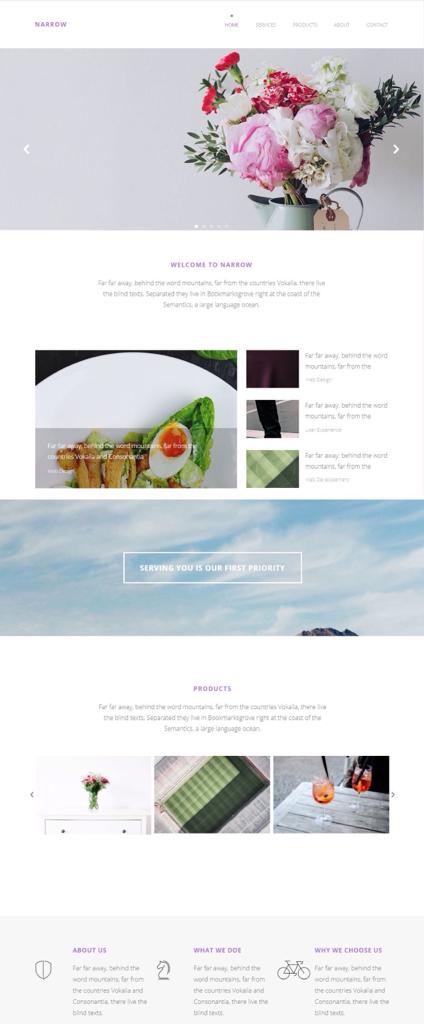 NARROW
HOME SERVICES PRODUCTS ABOUT CONTACT
WELCOME TO NARROW
Far far away, behind the word mountains, far from the countries Vokalia, there live
the blind texts. Separated they live in Bookmarksgrove right at the coast of the
Semantics, a large language ocean.
Far far away, behind the word mountains, far from the
countries Vokalia and Consonantia
Web Design
Far far away, behind the word
mountains, far from the
Web Design
Far far away, behind the word
mountains, far from the
User Experience
Far far away, behind the word
mountains, far from the
Web Development
SERVING YOU IS OUR FIRST PRIORITY
PRODUCTS
Far far away, behind the word mountains, far from the countries Vokalia, there live
the blind texts. Separated they live in Bookmarksgrove right at the coast of the
Semantics, a large language ocean.
ABOUT US
Far far away, behind the
word mountains, far from
the countries Vokalia and
Consonantia, there live the
blind texts.
WHAT WE DOE
Far far away, behind the
word mountains, far from
the countries Vokalia and
Consonantia, there live the
blind texts.
WHY WE CHOOSE US
Far far away, behind the
word mountains, far from
the countries Vokalia and
Consonantia, there live the
blind texts.